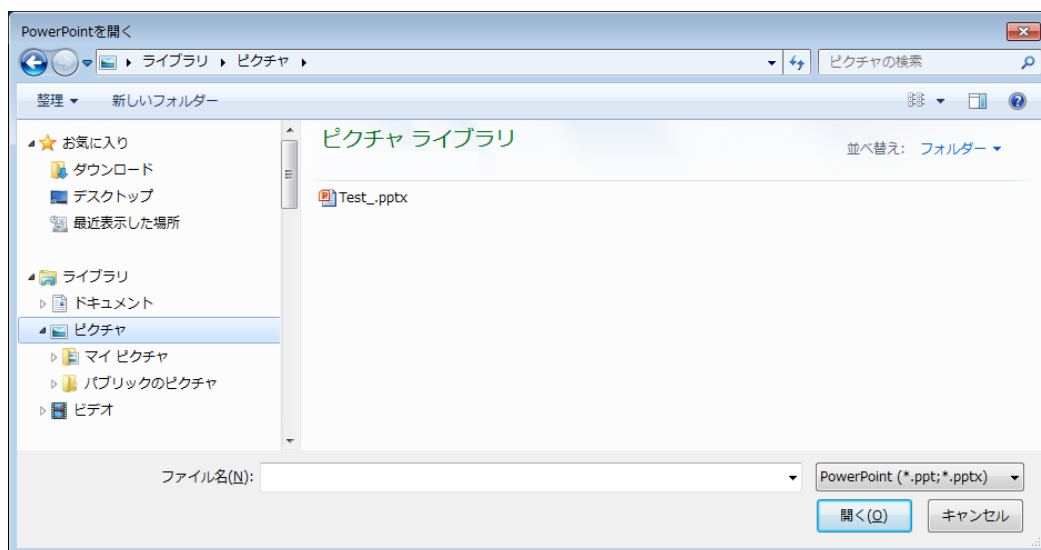 PowerPointを開く
ライブラリ ピクチャ
ピクチャの検索
整理 新しいフォルダー
お気に入り
ダウンロード
デスクトップ
最近表示した場所
ライブラリ
ドキュメント
ピクチャ
マイ ピクチャ
パブリックのピクチャ
ビデオ
ピクチャ ライブラリ
並べ替え: フォルダー
Test_.pptx
ファイル名(N):
PowerPoint (*.ppt;*.pptx)
開く(O) キャンセル